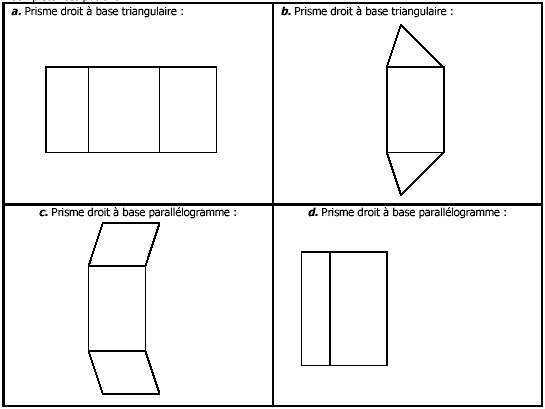 a. Prisme droit à base triangulaire :
b. Prisme droit à base triangulaire :
c. Prisme droit à base parallélogramme :
d. Prisme droit à base parallélogramme :